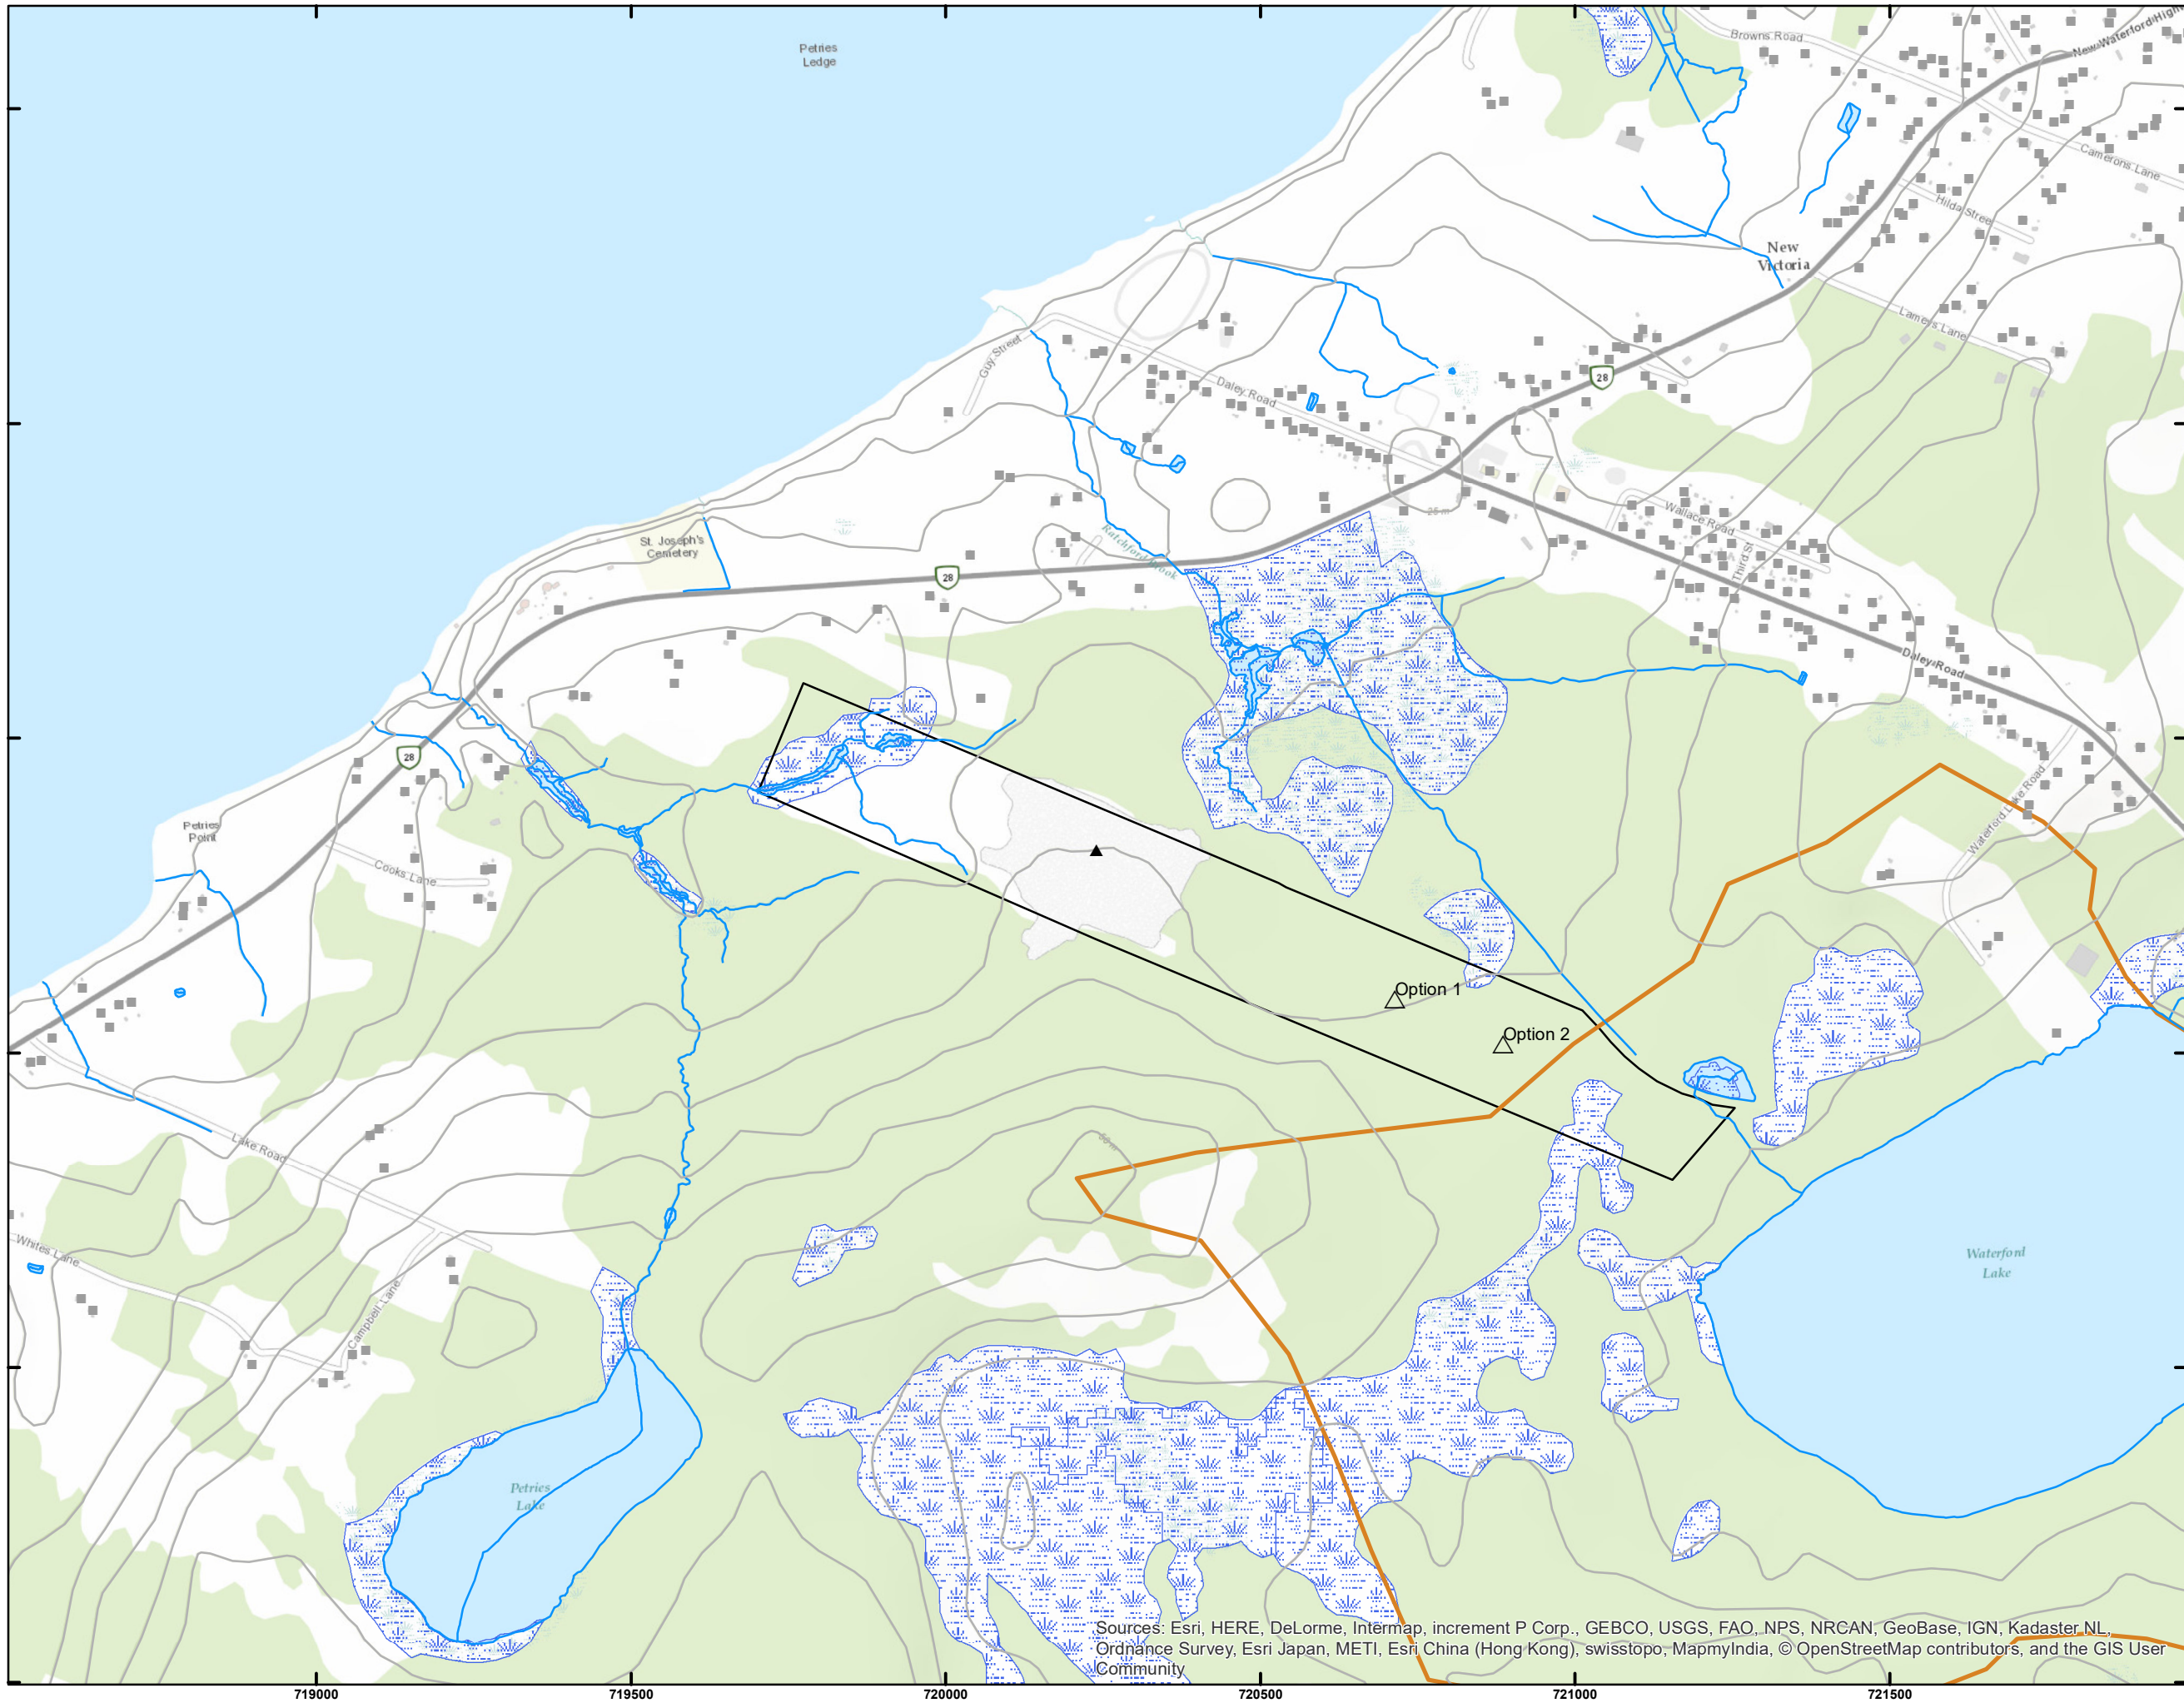 Petries
Ledge
Browns Road
New Waterford High
Camerons Lane
Hilda Street
New
Victoria
Lameys Lane
Guy Street
Daley Road
28
25 m
Wallace Road
Third St
St. Joseph's
Cemetery
28
Ratchford Brook
Daley Road
28
Waterford Lake Road
Petries
Point
Cooks Lane
Option 1
Option 2
Lake Road
Whites Lane
Campbell Lane
Waterford
Lake
Petries
Lake
Sources: Esri, HERE, DeLorme, Intermap, increment P Corp., GEBCO, USGS, FAO, NPS, NRCAN, GeoBase, IGN, Kadaster NL,
Ordnance Survey, Esri Japan, METI, Esri China (Hong Kong), swisstopo, MapmyIndia, © OpenStreetMap contributors, and the GIS User
Community
719000
719500
720000
720500
721000
721500